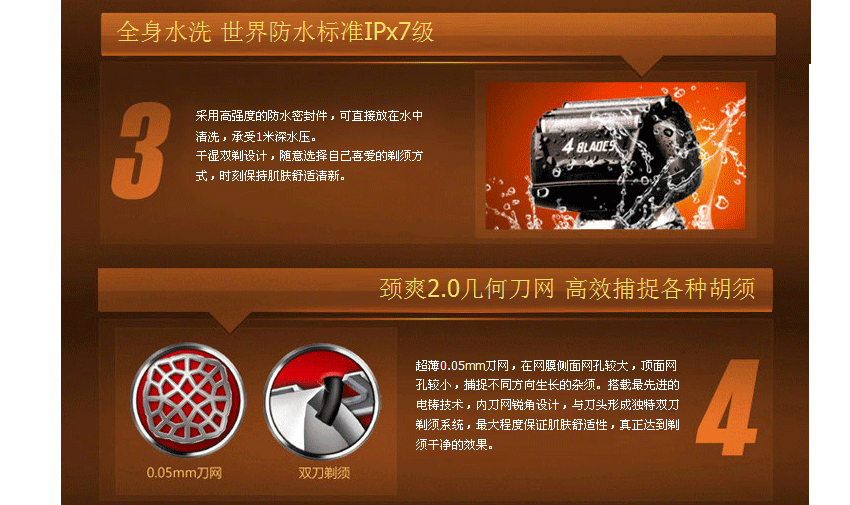 全身水洗 世界防水标准IPx7级
3
采用高强度的防水密封件，可直接放在水中
清洗，承受1米深水压。
干湿双剃设计，随意选择自己喜爱的剃须方
式，时刻保持肌肤舒适清新。
4 BLADES
颈爽2.0几何刀网 高效捕捉各种胡须
超薄0.05mm刀网，在网膜侧面网孔较大，顶面网
孔较小，捕捉不同方向生长的杂须。搭载最先进的
电铸技术，内刀网锐角设计，与刀头形成独特双刀
剃须系统，最大程度保证肌肤舒适性，真正达到剃
须干净的效果。
4
0.05mm刀网
双刀剃须